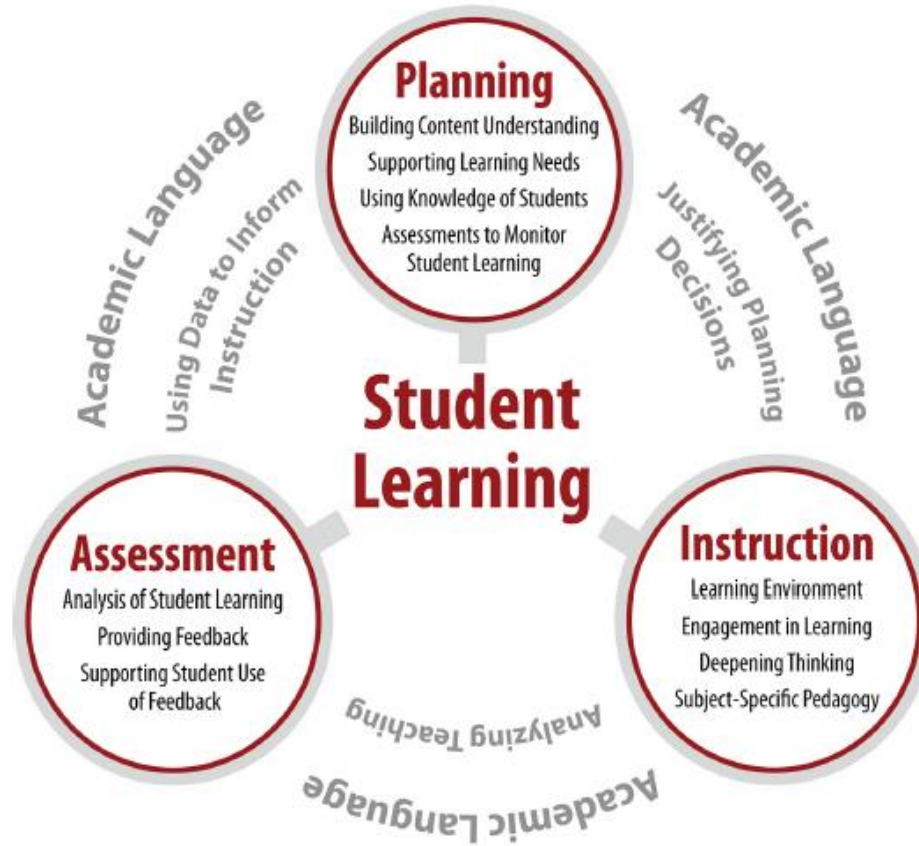 Planning
Building Content Understanding
Supporting Learning Needs
Using Knowledge of Students
Assessments to Monitor
Student Learning
Academic Language
Using Data to Inform
Instruction
Academic Language
Justifying Planning
Decisions
Student
Learning
Assessment
Analysis of Student Learning
Providing Feedback
Supporting Student Use
of Feedback
Instruction
Learning Environment
Engagement in Learning
Deepening Thinking
Subject-Specific Pedagogy
Analyzing Teaching
Academic Language